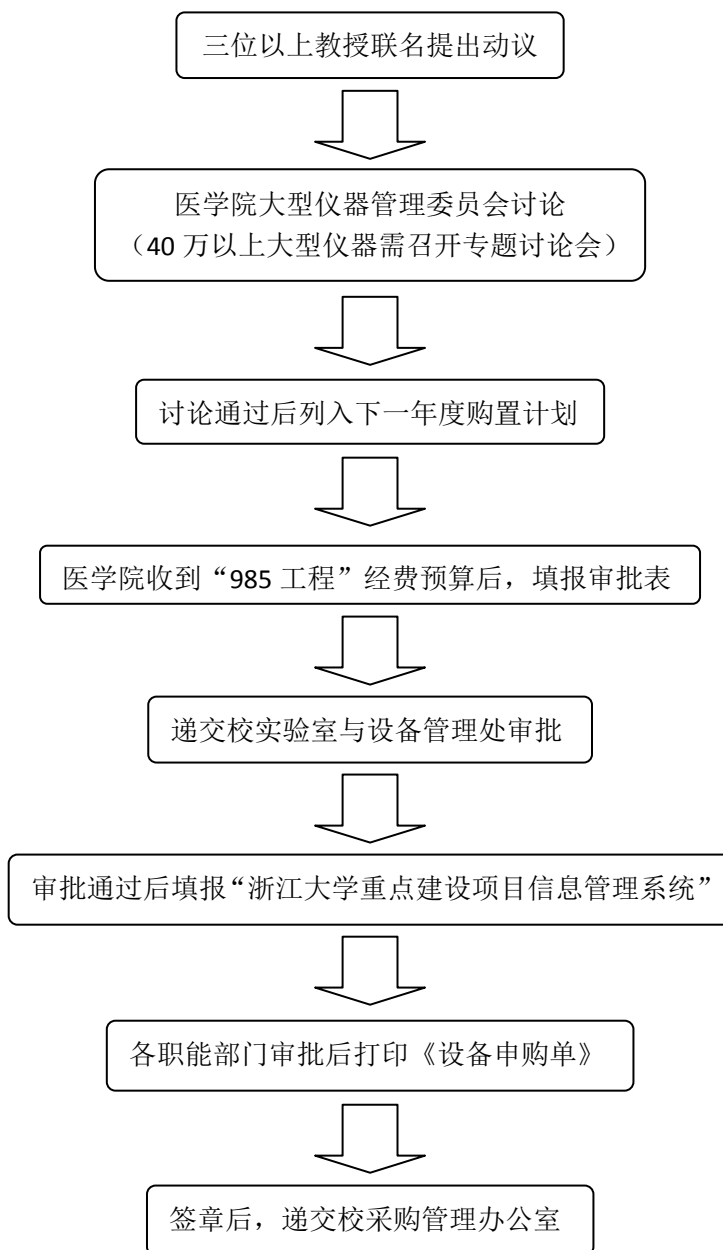 三位以上教授联名提出动议
医学院大型仪器管理委员会讨论
（40 万以上大型仪器需召开专题讨论会）
讨论通过后列入下一年度购置计划
医学院收到“985 工程”经费预算后，填报审批表
递交校实验室与设备管理处审批
审批通过后填报“浙江大学重点建设项目信息管理系统”
各职能部门审批后打印《设备申购单》
签章后，递交校采购管理办公室